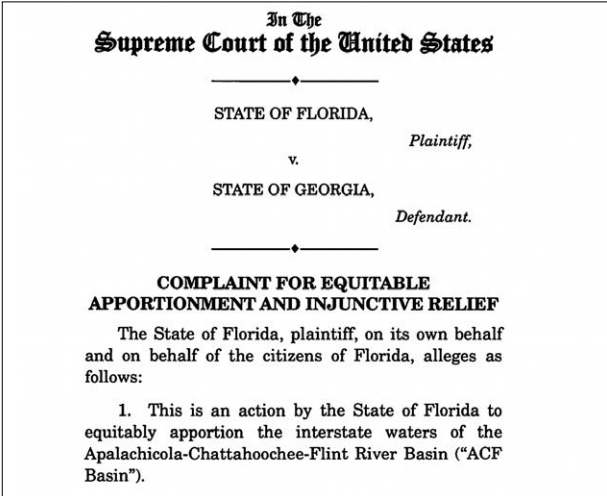 In The
Supreme Court of the United States
STATE OF FLORIDA,
Plaintiff,
v.
STATE OF GEORGIA,
Defendant.
COMPLAINT FOR EQUITABLE
APPORTIONMENT AND INJUNCTIVE RELIEF
The State of Florida, plaintiff, on its own behalf
and on behalf of the citizens of Florida, alleges as
follows:
1. This is an action by the State of Florida to
equitably apportion the interstate waters of the
Apalachicola-Chattahoochee-Flint River Basin (“ACF
Basin”).